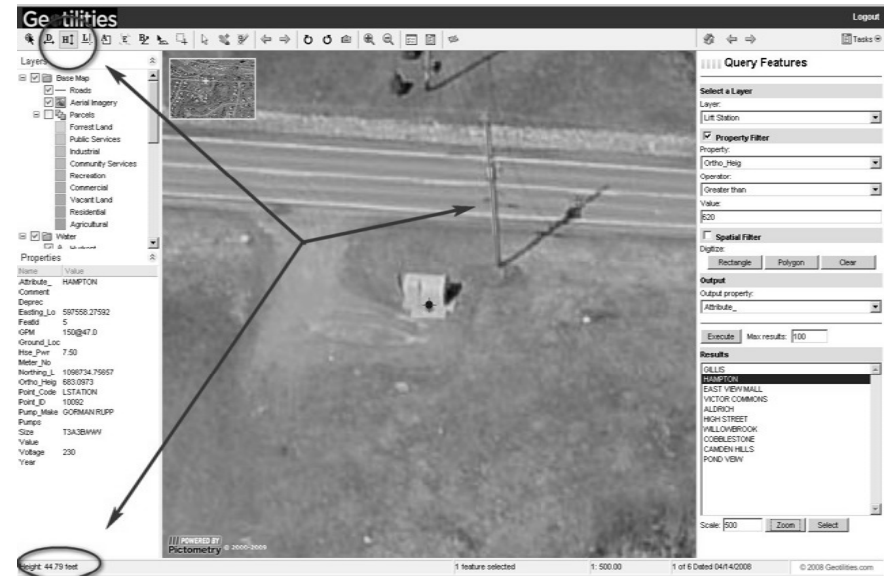 Geotilities
Logout
D H L A E
Tasks
Layers
Base Map
Roads
Aerial Imagery
Parcels
Forrest Land
Public Services
Industrial
Community Services
Recreation
Commercial
Vacant Land
Residential
Agricultural
Water
Properties
Name Value
Attribute_ HAMPTON
Comment
Deprec
Easting_Lo 597558.27592
FeatId 5
GPM 150@47.0
Ground_Loc
Hse_Pwr 7.50
Meter_No
Northing_L 1098734.75657
Ortho_Heig 683.0973
Point_Code LSTATION
Point_ID 10092
Pump_Make GORMAN RUPP
Pumps
Size
Value
Voltage 230
Year
Height: 44.79 feet
POWERED BY
Pictometry © 2000-2009
Query Features
Select a Layer
Layer:
Lift Station
Property Filter
Property:
Ortho_Heig
Operator:
Greater than
Value:
620
Spatial Filter
Digitize:
Rectangle Polygon Clear
Output
Output property:
Attribute_
Execute Max results: 100
Results
GILLIS
HAMPTON
EAST VIEW MALL
VICTOR COMMONS
ALDRICH
HIGH STREET
WILLOWBROOK
COBBLESTONE
CAMDEN HILLS
POND VEIW
Scale: 500 Zoom Select
1 feature selected
1: 500.00
1 of 6 Dated 04/14/2008
© 2008 Geotilities.com